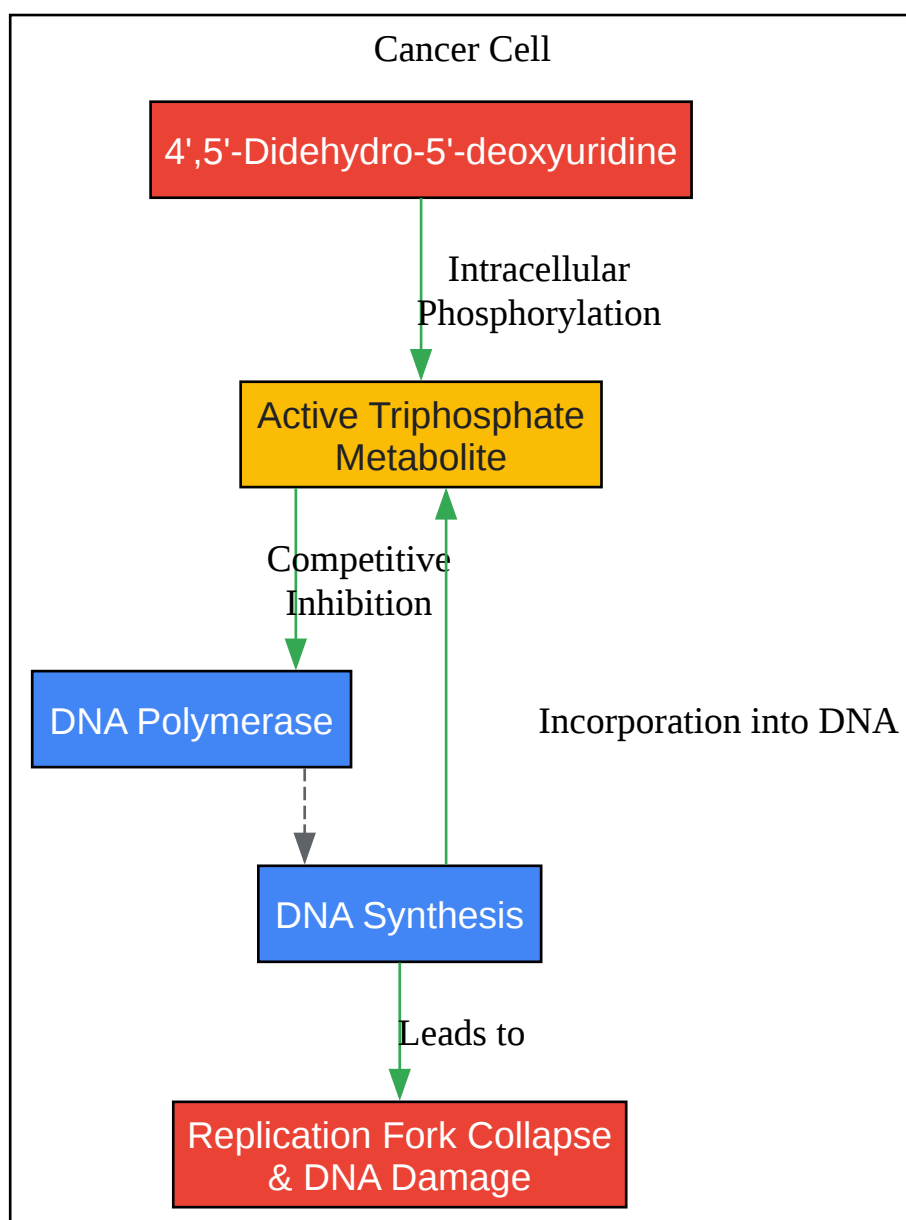 Cancer Cell
4',5'-Didehydro-5'-deoxyuridine
Intracellular
Phosphorylation
Active Triphosphate
Metabolite
Competitive
Inhibition
DNA Polymerase
Incorporation into DNA
DNA Synthesis
Leads to
Replication Fork Collapse
& DNA Damage